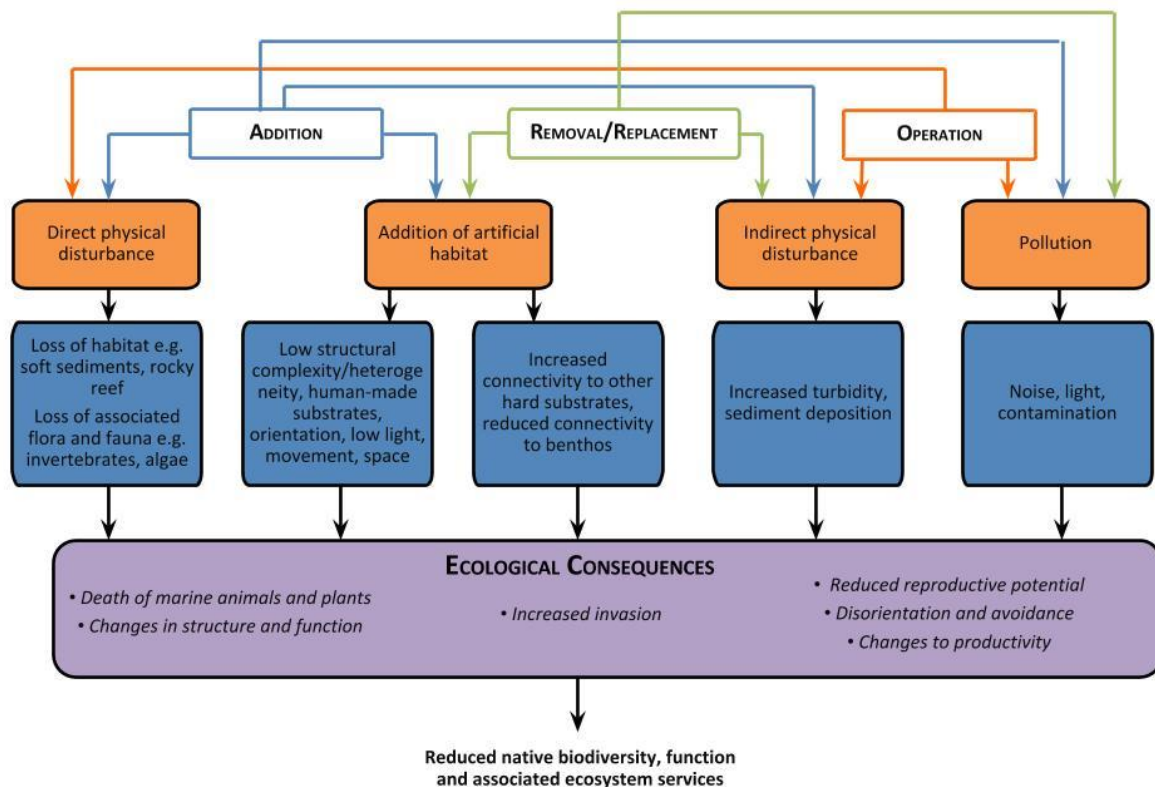 ADDITION
REMOVAL/REPLACEMENT
OPERATION
Direct physical
disturbance
Addition of artificial
habitat
Indirect physical
disturbance
Pollution
Loss of habitat e.g.
soft sediments, rocky
reef
Loss of associated
flora and fauna e.g.
invertebrates, algae
Low structural
complexity/heteroge
neity, human-made
substrates,
orientation, low light,
movement, space
Increased
connectivity to other
hard substrates,
reduced connectivity
to benthos
Increased turbidity,
sediment deposition
Noise, light,
contamination
ECOLOGICAL CONSEQUENCES
• Death of marine animals and plants
• Changes in structure and function
• Increased invasion
• Reduced reproductive potential
• Disorientation and avoidance
• Changes to productivity
Reduced native biodiversity, function
and associated ecosystem services